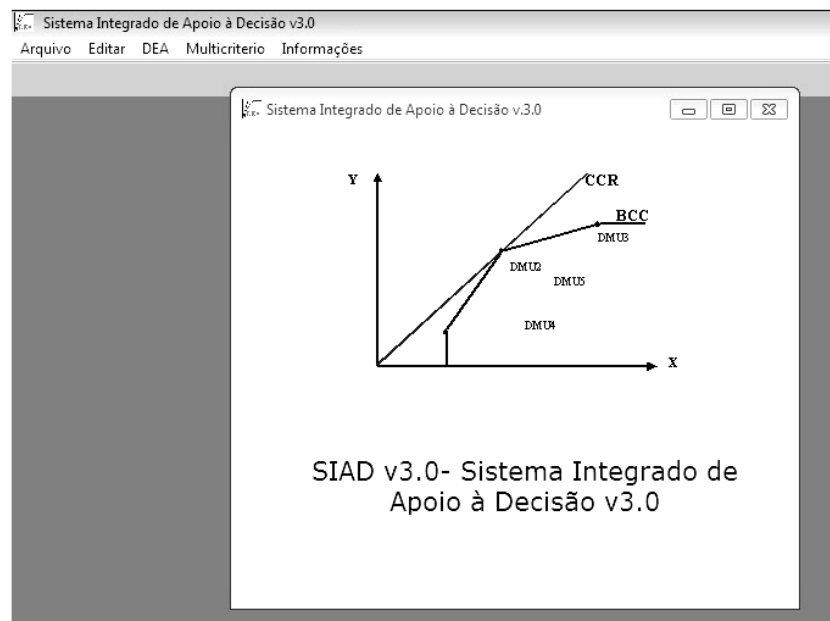 Sistema Integrado de Apoio à Decisão v3.0
Arquivo Editar DEA Multicriterio Informações
Sistema Integrado de Apoio à Decisão v.3.0
Y
CCR
BCC
DMU3
DMU2
DMU5
DMU4
X
SIAD v3.0- Sistema Integrado de
Apoio à Decisão v3.0